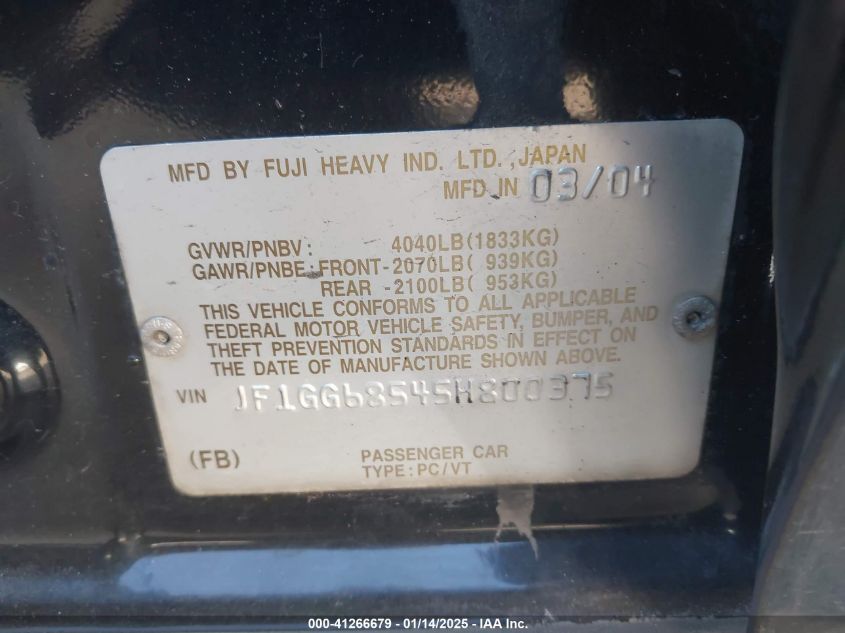 MFD BY FUJI HEAVY IND. LTD., JAPAN
MFD IN 03/04
GVWR/PNBV: 4040LB(1833KG)
GAWR/PNBE: FRONT-2070LB( 939KG)
REAR -2100LB( 953KG)
THIS VEHICLE CONFORMS TO ALL APPLICABLE
FEDERAL MOTOR VEHICLE SAFETY, BUMPER, AND
THEFT PREVENTION STANDARDS IN EFFECT ON
THE DATE OF MANUFACTURE SHOWN ABOVE.
VIN JF1GG68545H800375
(FB) PASSENGER CAR
TYPE: PC/VT
000-41266679 - 01/14/2025 - IAA Inc.